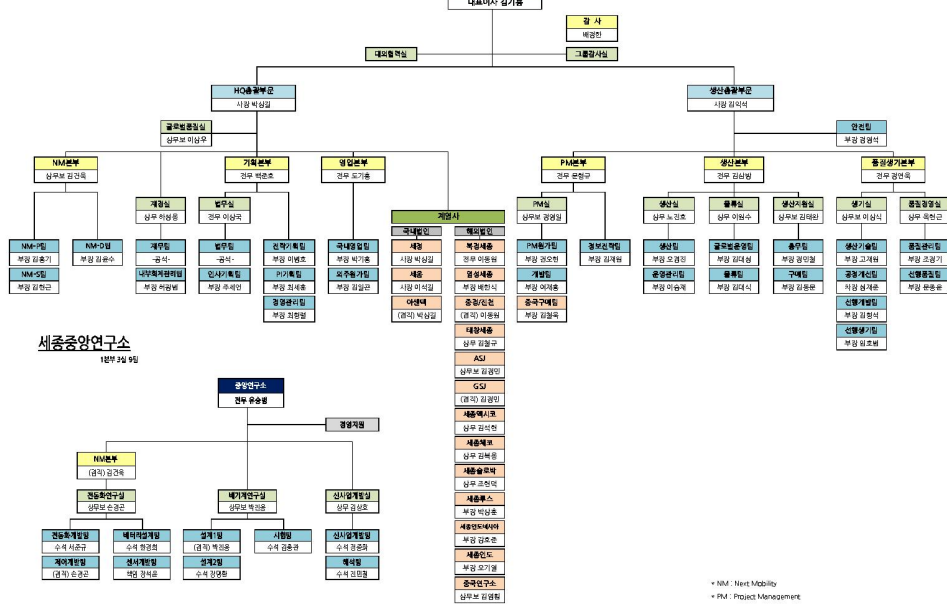 대표이사 김기홍
감 사
배경한
대외협력실
그룹감사실
HQ총괄부문
사장 박상길
생산총괄부문
사장 김익석
글로벌품질실
상무보 이상우
안전팀
부장 정영석
NM본부
상무보 김건욱
기획본부
전무 백준호
영업본부
전무 도기흥
PM본부
전무 문형규
생산본부
전무 김삼방
품질생기본부
전무 정연욱
재경실
상무 하상용
법무실
전무 이상국
계열사
국내법인
해외법인
PM실
상무보 정영일
생산실
상무 노진호
물류실
상무 이원수
생산지원실
상무보 김태완
생기실
상무 이상식
품질경영실
상무 옥현근
NM-P팀
부장 김홍기
NM-D팀
부장 김윤수
재무팀
-공석-
법무팀
-공석-
전략기획팀
부장 이범호
국내영업팀
부장 박기홍
세정
사장 박상길
북경세종
전무 이동원
PM원가팀
부장 정오현
정보전략팀
부장 김재원
생산팀
부장 오경진
글로벌운영팀
부장 김대성
총무팀
부장 정민철
생산기술팀
부장 고재원
품질관리팀
부장 조경기
NM-S팀
부장 김현근
내부회계관리팀
부장 허광범
인사기획팀
부장 추세언
PI기획팀
부장 최세훈
외주원가팀
부장 김일곤
세움
사장 이석길
염성세종
부장 배한식
개발팀
부장 여재홍
운영관리팀
부장 이승재
물류팀
부장 김대식
구매팀
부장 김동문
공정개선팀
차장 심재준
선행품질팀
부장 문종윤
경영관리팀
부장 최형렬
아센텍
(겸직) 박상길
중경/진천
(겸직) 이동원
중국구매팀
부장 김철욱
선행개발팀
부장 김형석
태창세종
상무 김철규
선행생기팀
부장 임호범
ASJ
상무보 김경민
GSJ
(겸직) 김경민
세종멕시코
상무 김석현
세종체코
상무 김복용
세종슬로박
상무 조현덕
세종루스
부장 박상훈
세종인도네시아
부장 김호준
세종인도
부장 오기열
중국연구소
상무보 김영립
세종중앙연구소
1본부 3실 9팀
중앙연구소
전무 유승범
경영지원
NM본부
(겸직) 김건욱
전동화연구실
상무보 손경곤
배기계연구실
상무보 박진용
신사업개발실
상무 김상호
전동화개발팀
수석 서준규
배터리설계팀
수석 한경희
설계1팀
(겸직) 박진용
시험팀
수석 김용관
신사업개발팀
수석 정중화
제어개발팀
(겸직) 손경곤
센서개발팀
책임 장석운
설계2팀
수석 강명환
해석팀
수석 전민철
* NM : Next Mobility
* PM : Project Management